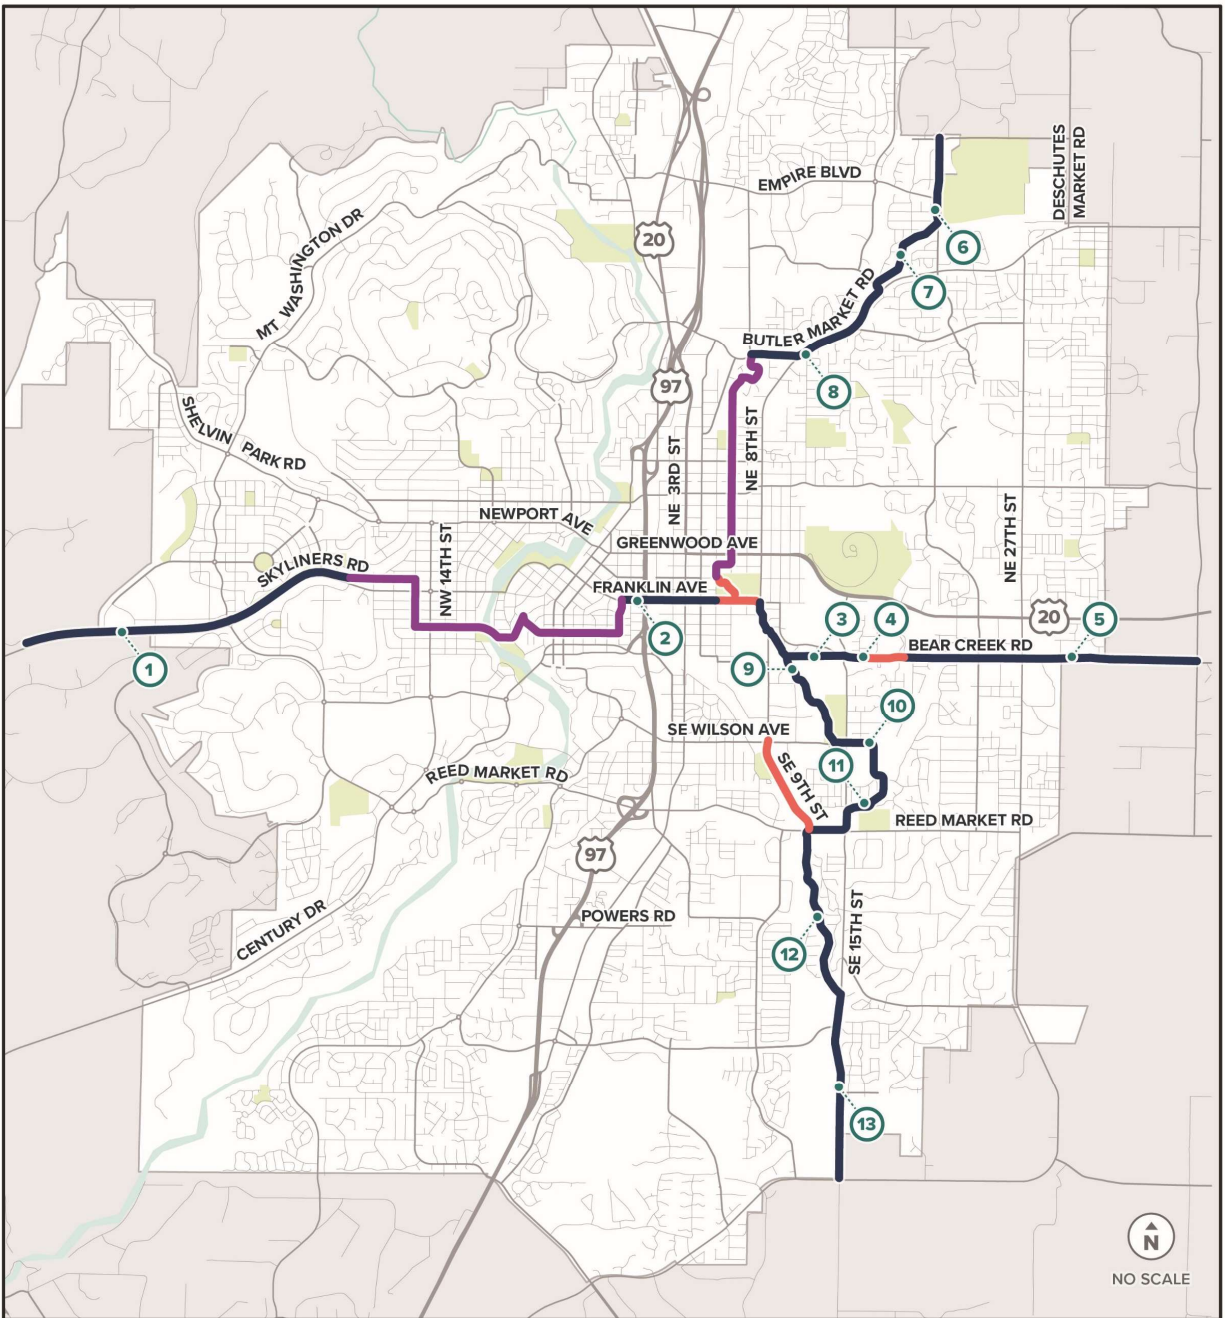 DESCHUTES
MARKET RD
EMPIRE BLVD
MT WASHINGTON DR
20
6
7
BUTLER MARKET RD
97
8
SHELVIN PARK RD
NE 3RD ST
NE 8TH ST
NEWPORT AVE
NE 27TH ST
NW 14TH ST
GREENWOOD AVE
SKYLINERS RD
FRANKLIN AVE
20
1
2
3
4
5
BEAR CREEK RD
9
10
SE WILSON AVE
11
SE 9TH ST
REED MARKET RD
REED MARKET RD
97
POWERS RD
CENTURY DR
SE 15TH ST
12
13
N
NO SCALE